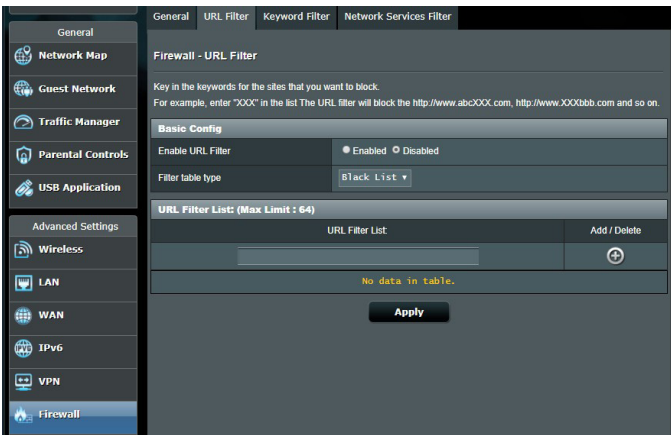 General
Network Map
Guest Network
Traffic Manager
Parental Controls
USB Application
Advanced Settings
Wireless
LAN
WAN
IPv6
VPN
Firewall
General URL Filter Keyword Filter Network Services Filter
Firewall - URL Filter
Key in the keywords for the sites that you want to block.
For example, enter "XXX" in the list The URL filter will block the http://www.abcXXX.com, http://www.XXXbbb.com and so on.
Basic Config
Enable URL Filter Enabled Disabled
Filter table type Black List
URL Filter List: (Max Limit : 64)
URL Filter List Add / Delete
No data in table.
Apply